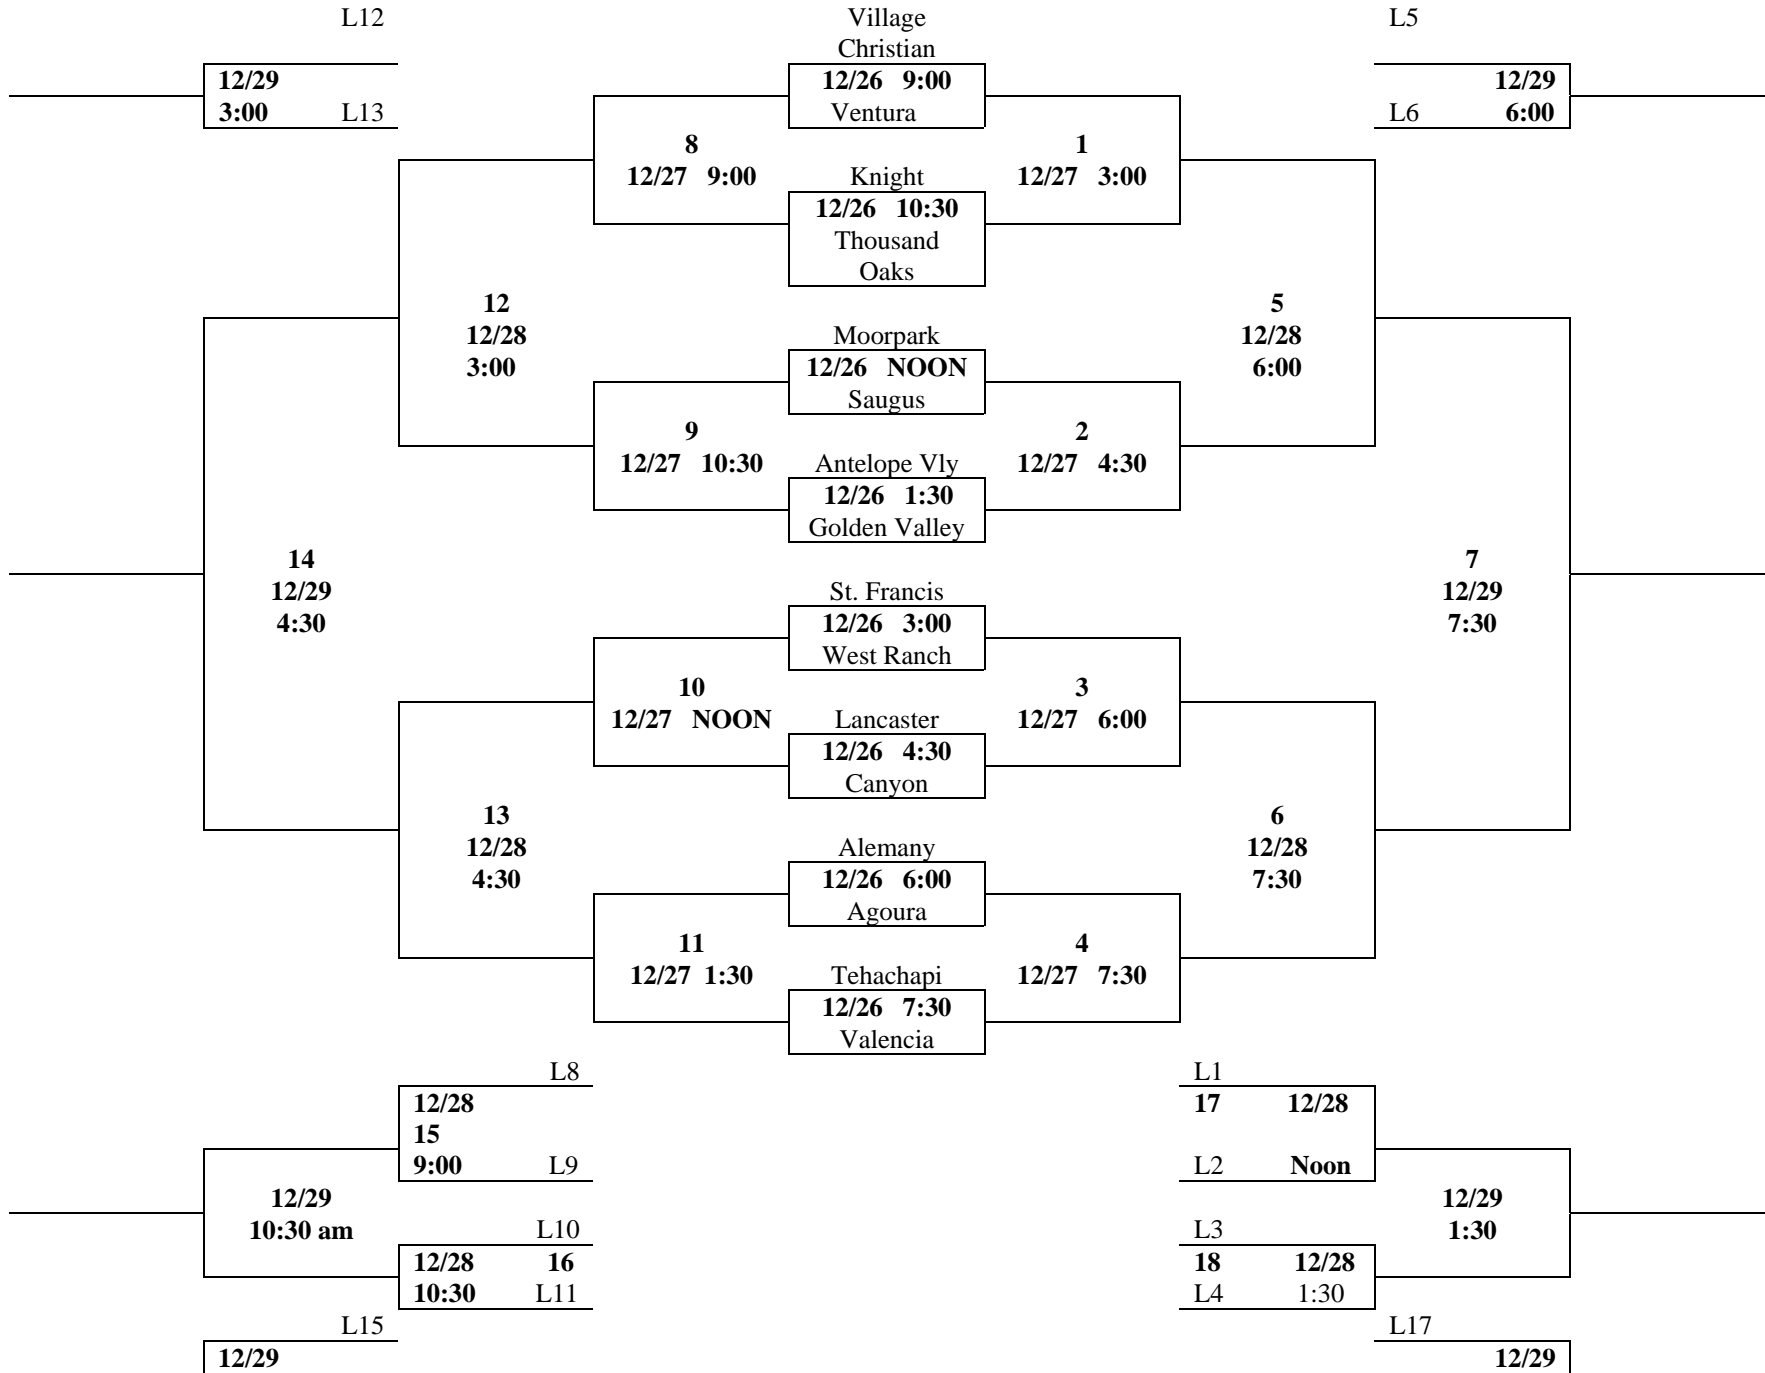 L12 Village L5
Christian
12/29 12/26 9:00 12/29
3:00 L13 Ventura L6 6:00
8 1
12/27 9:00 Knight 12/27 3:00
12/26 10:30
Thousand
Oaks
12 5
12/28 Moorpark 12/28
3:00 12/26 NOON 6:00
Saugus
9 2
12/27 10:30 Antelope Vly 12/27 4:30
12/26 1:30
Golden Valley
14 7
12/29 St. Francis 12/29
4:30 12/26 3:00 7:30
West Ranch
10 3
12/27 NOON Lancaster 12/27 6:00
12/26 4:30
Canyon
13 6
12/28 Alemany 12/28
4:30 12/26 6:00 7:30
Agoura
11 4
12/27 1:30 Tehachapi 12/27 7:30
12/26 7:30
Valencia
L8 L1
12/28 17 12/28
15
9:00 L9 L2 Noon
12/29 12/29
10:30 am L10 L3 1:30
12/28 16 18 12/28
10:30 L11 L4 1:30
L15 L17
12/29 12/29